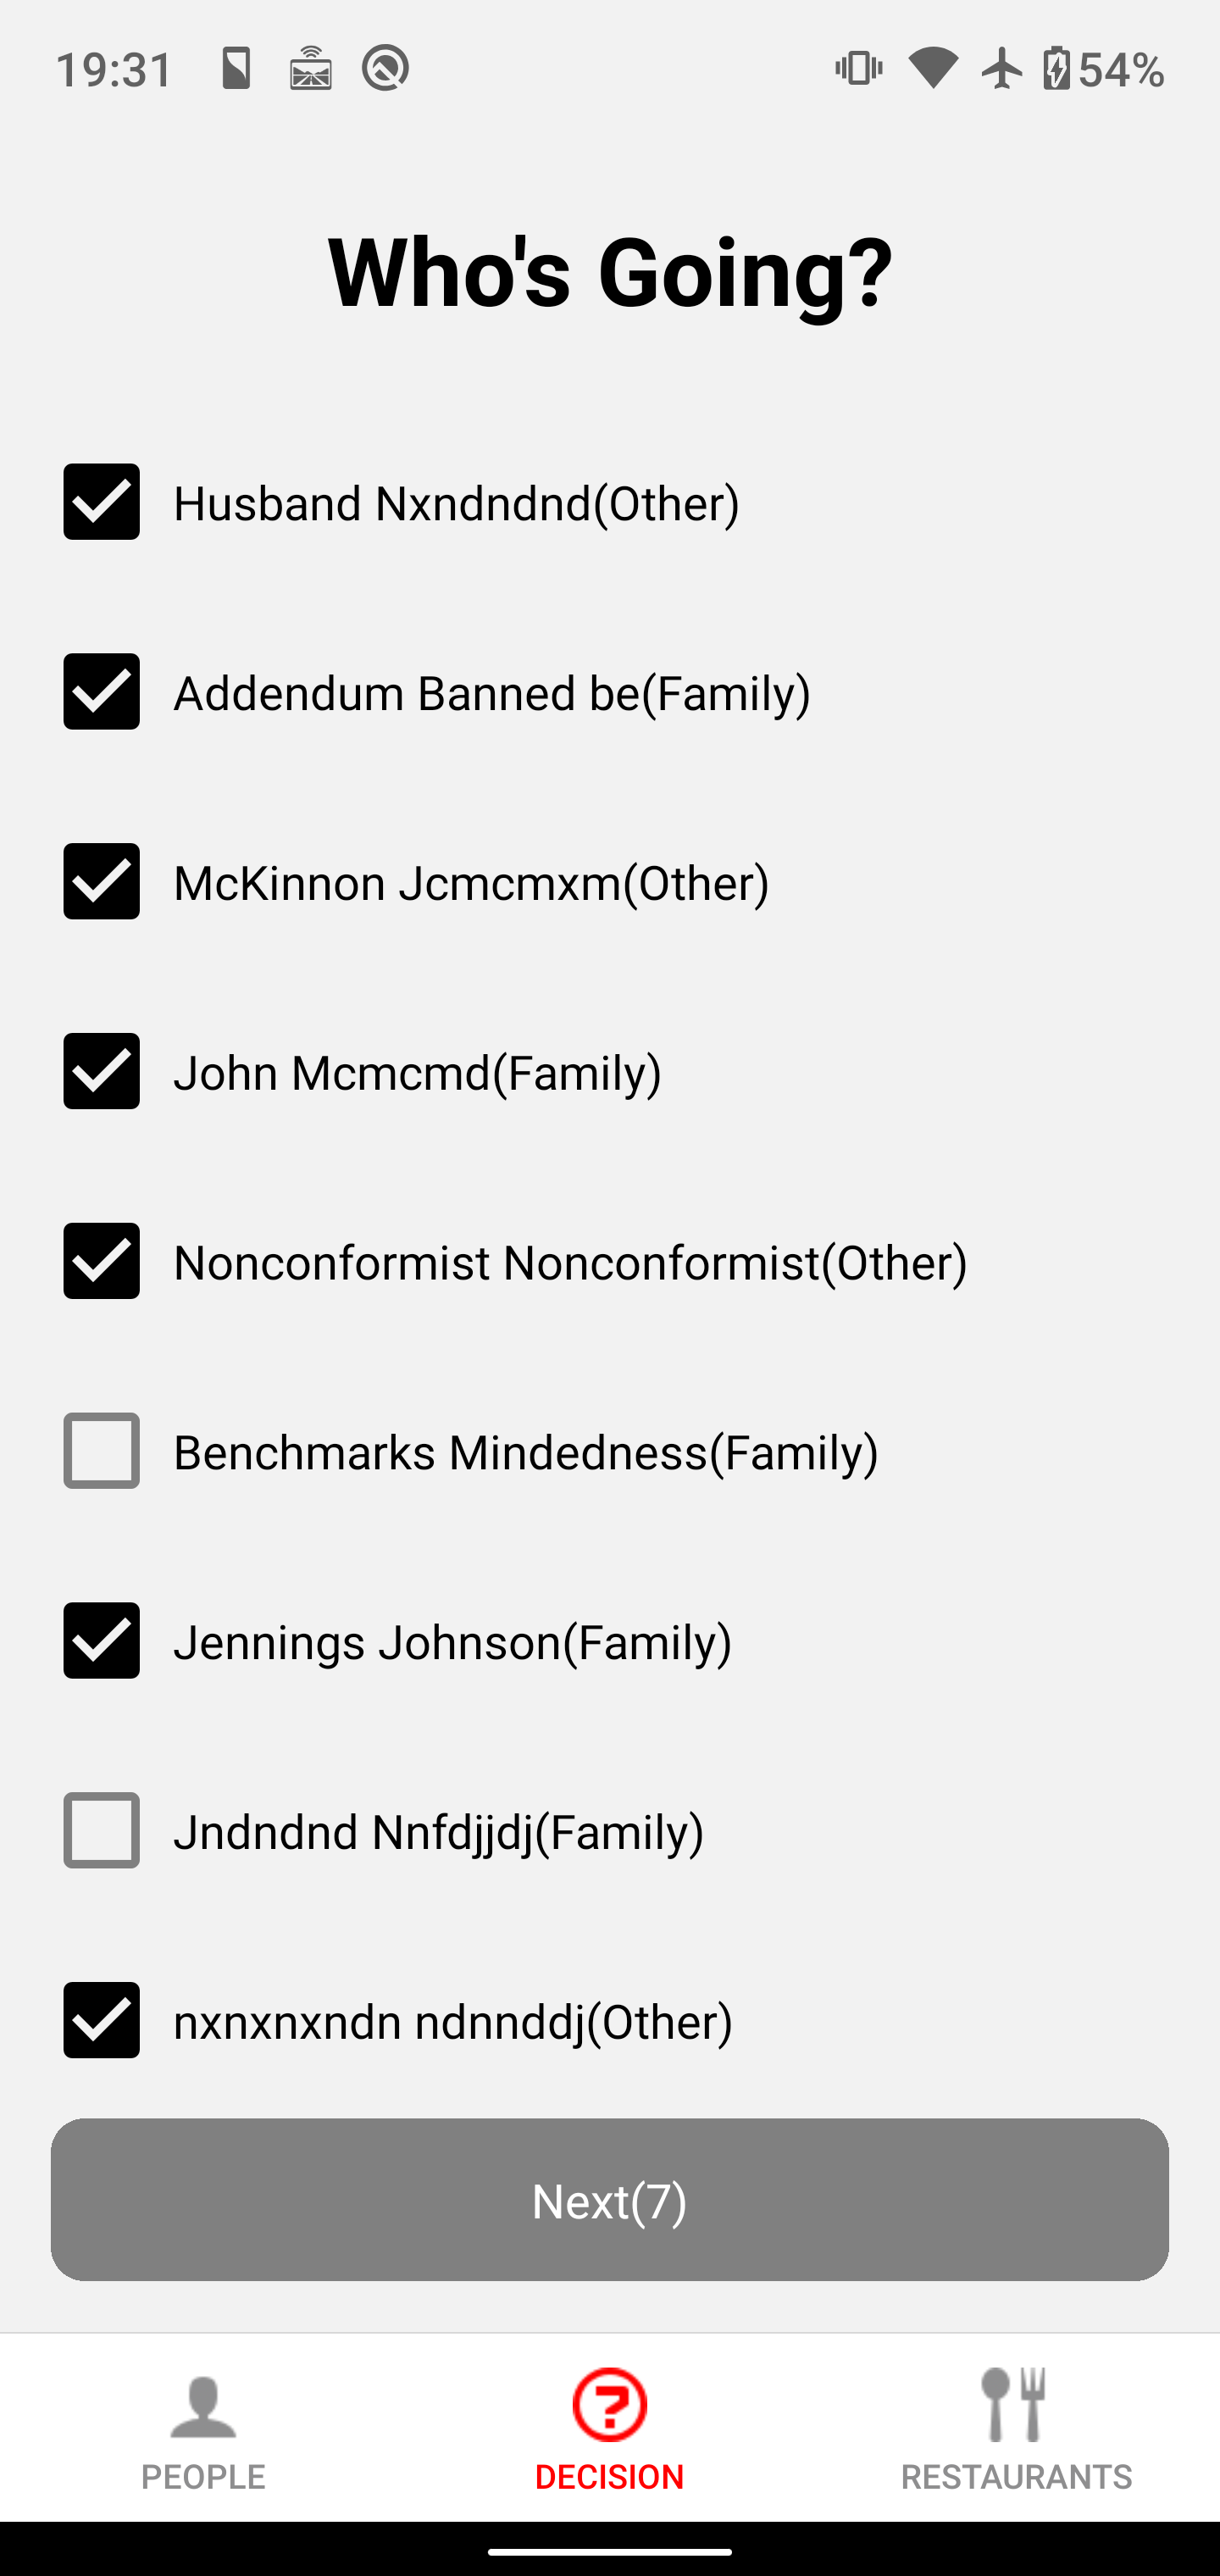 19:31
54%
Who's Going?
Husband Nxndndnd(Other)
Addendum Banned be(Family)
McKinnon Jcmcmxm(Other)
John Mcmcmd(Family)
Nonconformist Nonconformist(Other)
Benchmarks Mindedness(Family)
Jennings Johnson(Family)
Jndndnd Nnfdjjdj(Family)
nxnxnxndn ndnnddj(Other)
Next(7)
PEOPLE
DECISION
RESTAURANTS